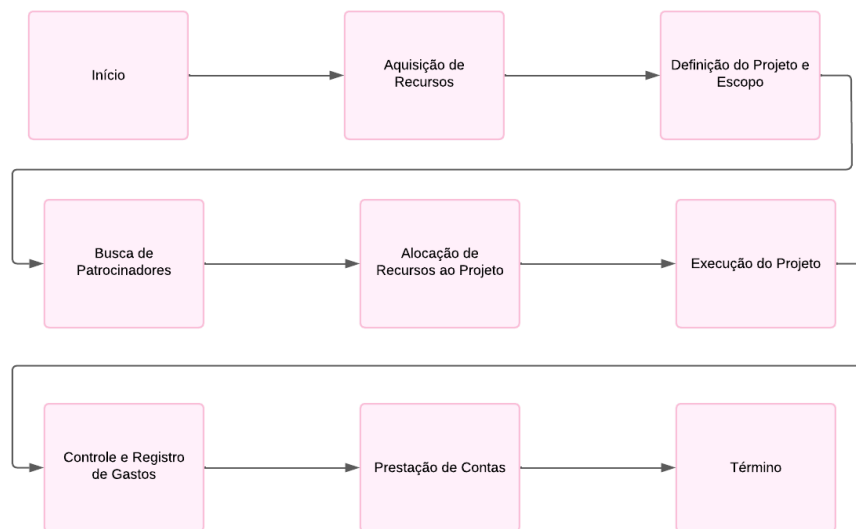 Início
Aquisição de
Recursos
Definição do Projeto e
Escopo
Busca de
Patrocinadores
Alocação de
Recursos ao Projeto
Execução do Projeto
Controle e Registro
de Gastos
Prestação de Contas
Término